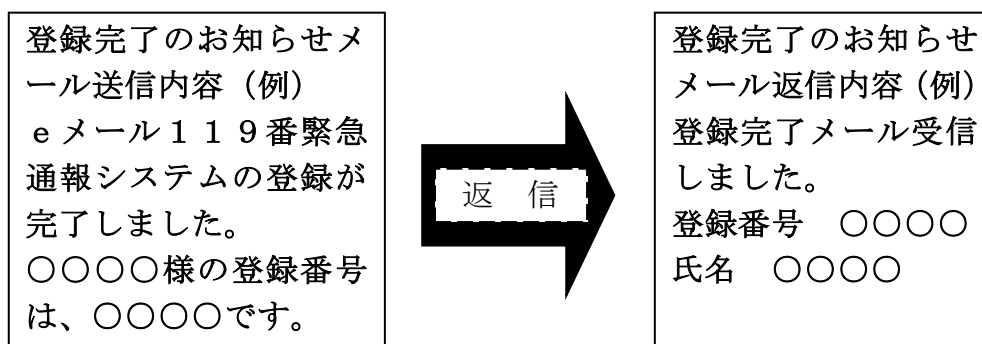 登録完了のお知らせメ
ール送信内容（例）
ｅメール１１９番緊急
通報システムの登録が
完了しました。
○○○○様の登録番号
は、○○○○です。
返　信
登録完了のお知らせ
メール返信内容（例）
登録完了メール受信
しました。
登録番号　○○○○
氏名　○○○○